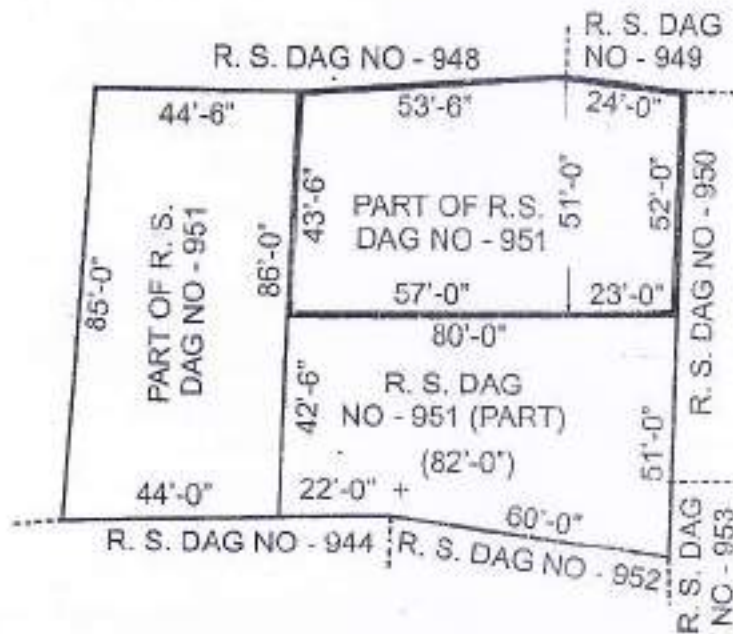 R. S. DAG NO - 948
R. S. DAG
NO - 949
44'-6"
53'-6"
24'-0"
85'-0"
PART OF R. S.
DAG NO - 951
86'-0"
43'-6"
PART OF R.S.
DAG NO - 951
51'-0"
52'-0"
R. S. DAG NO - 950
57'-0"
23'-0"
80'-0"
42'-6"
R. S. DAG
NO - 951 (PART)
(82'-0")
51'-0"
44'-0"
22'-0" +
60'-0"
R. S. DAG NO - 944
R. S. DAG NO - 952
R. S. DAG
NO - 953